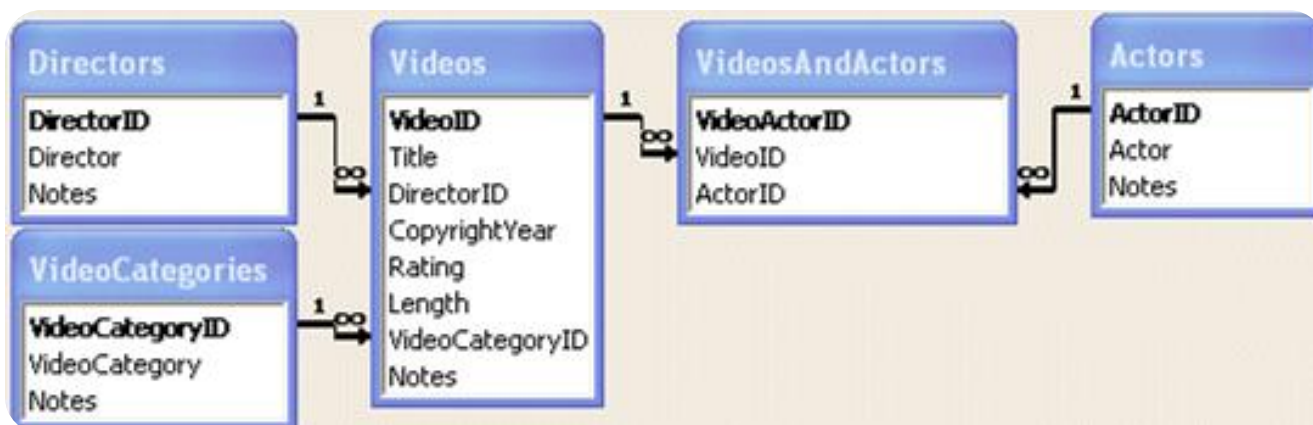 Directors
DirectorID
Director
Notes
VideoCategories
VideoCategoryID
VideoCategory
Notes
1
∞
1
∞
Videos
VideoID
Title
DirectorID
CopyrightYear
Rating
Length
VideoCategoryID
Notes
1
∞
VideosAndActors
VideoActorID
VideoID
ActorID
1
∞
Actors
ActorID
Actor
Notes